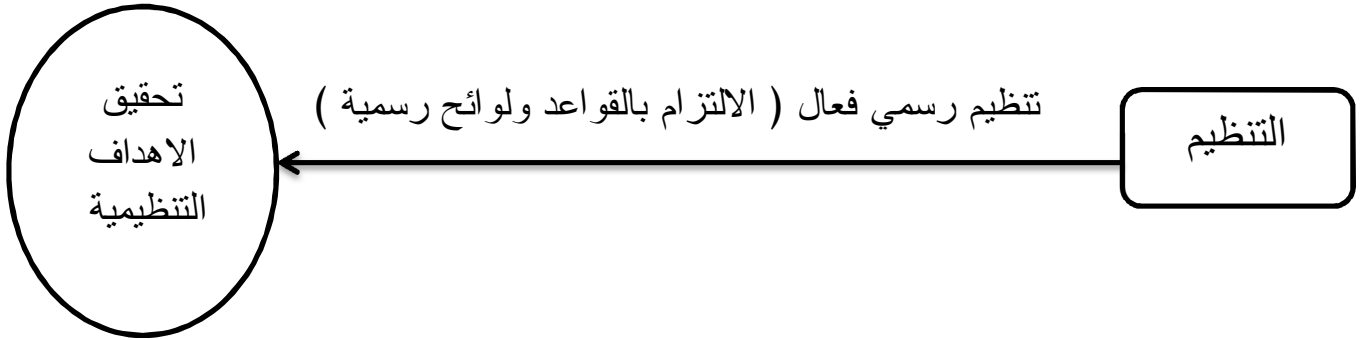 التنظيم
تنظيم رسمي فعال ( الالتزام بالقواعد ولوائح رسمية )
تحقيق
الاهداف
التنظيمية